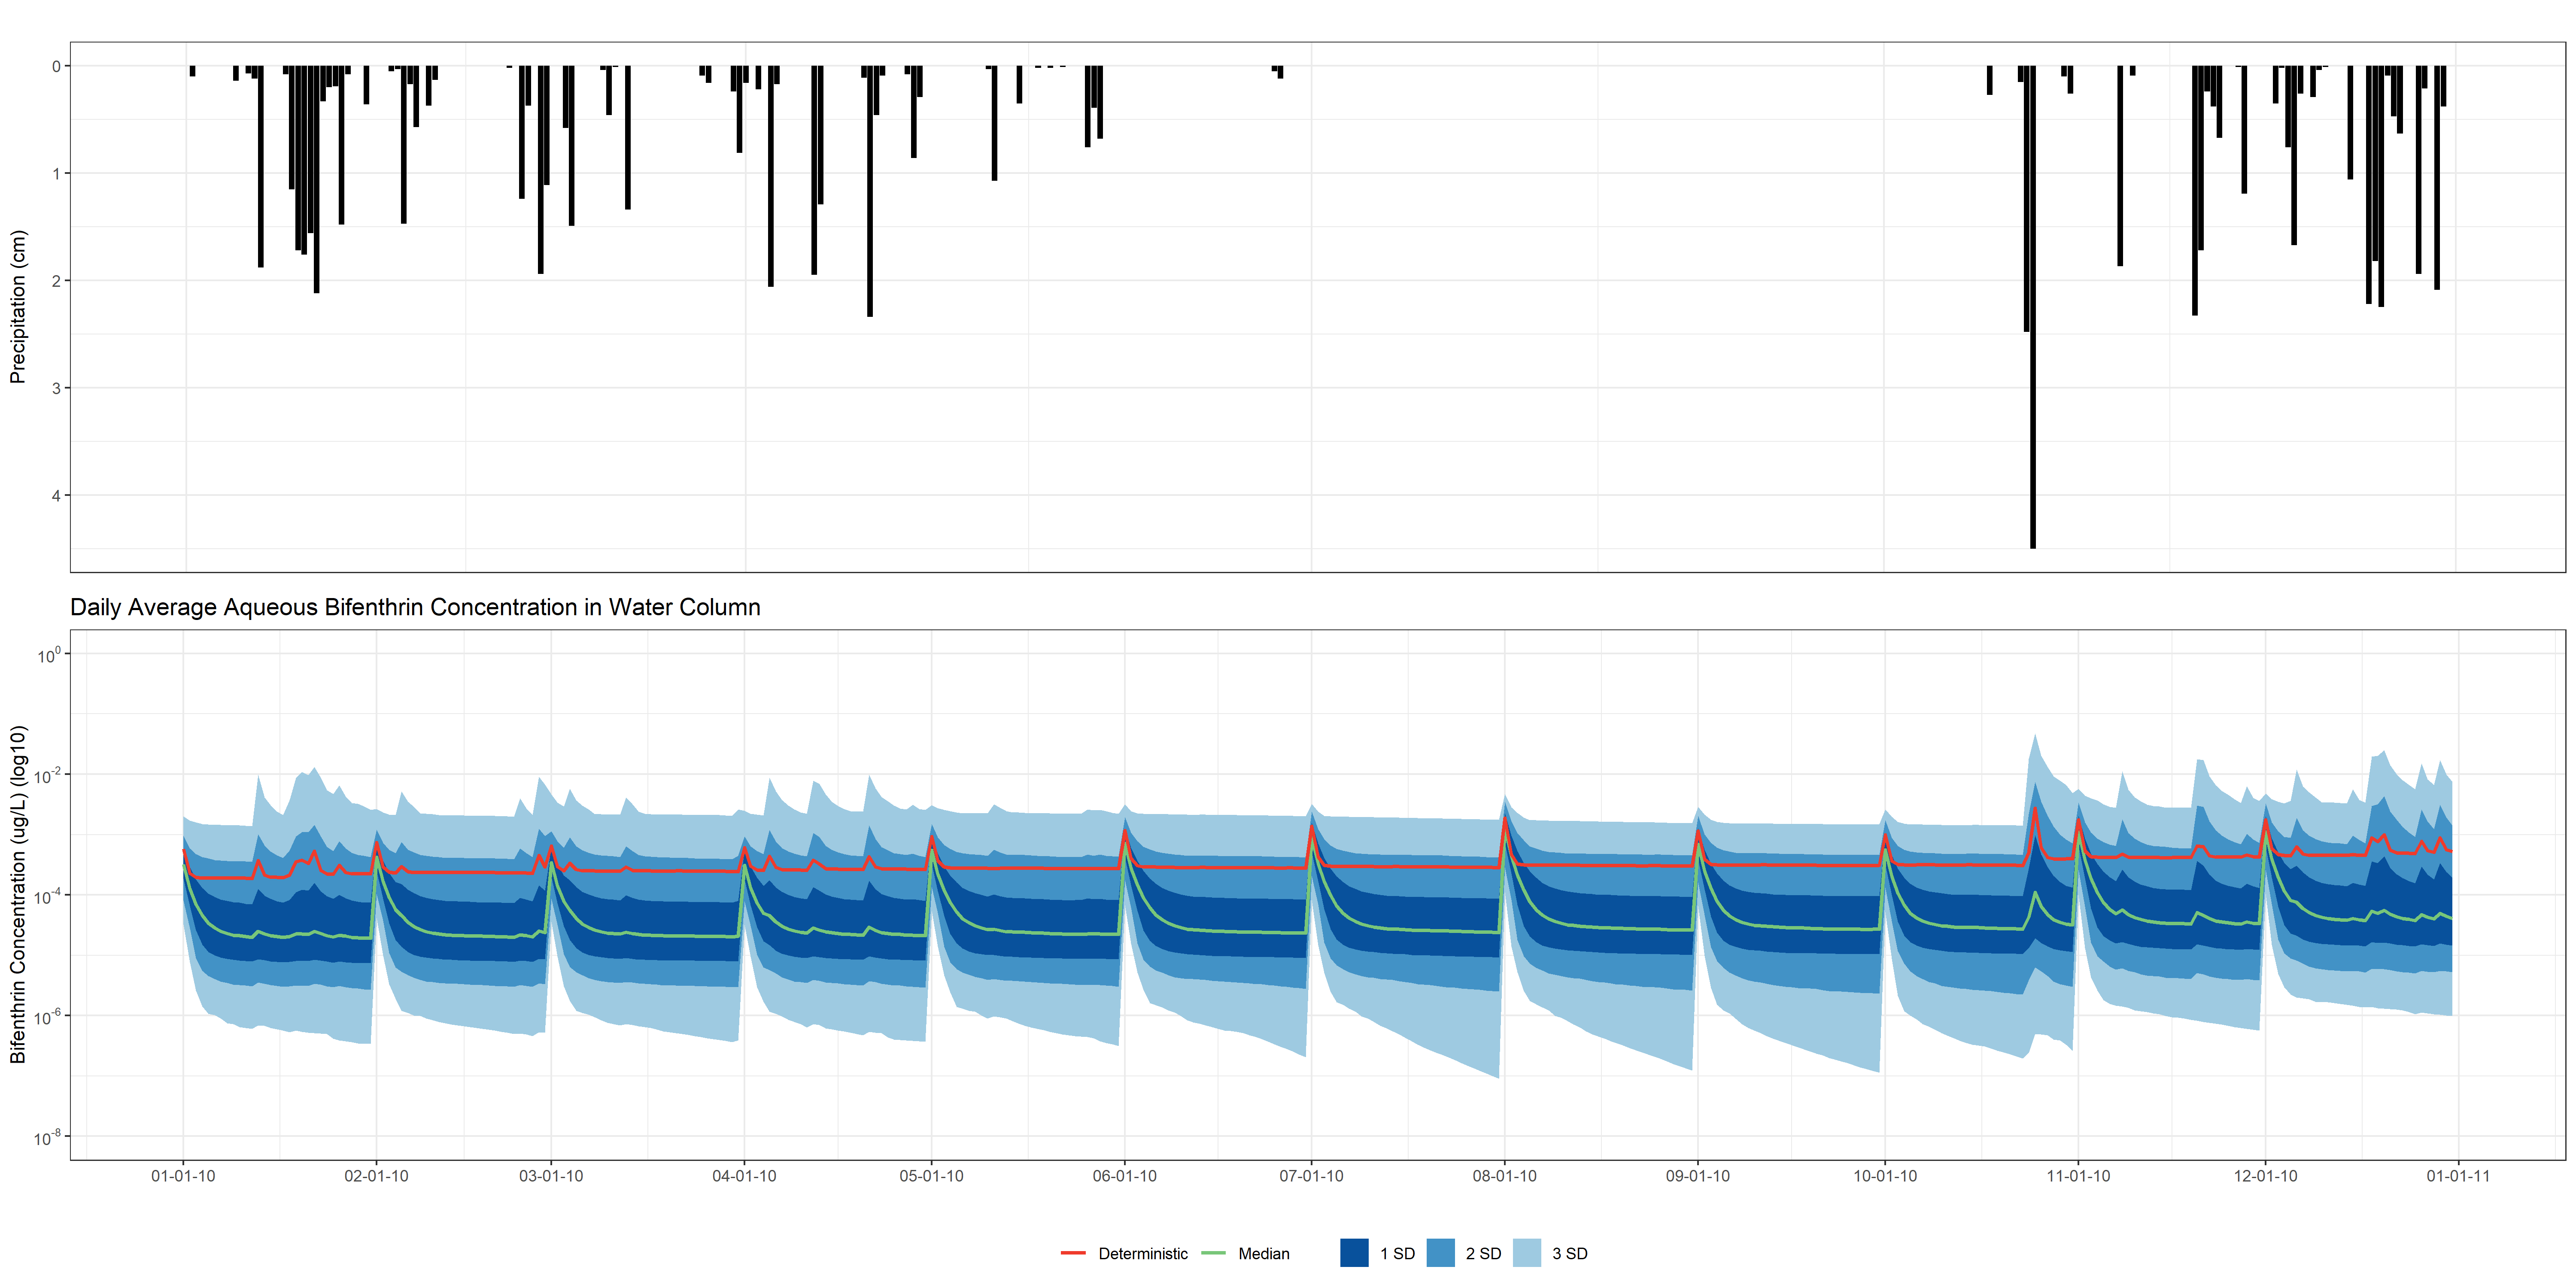 0
1
2
3
4
Precipitation (cm)
Daily Average Aqueous Bifenthrin Concentration in Water Column
10^0
10^-2
10^-4
10^-6
10^-8
Bifenthrin Concentration (ug/L) (log10)
01-01-10 02-01-10 03-01-10 04-01-10 05-01-10 06-01-10 07-01-10 08-01-10 09-01-10 10-01-10 11-01-10 12-01-10 01-01-11
Deterministic Median 1 SD 2 SD 3 SD